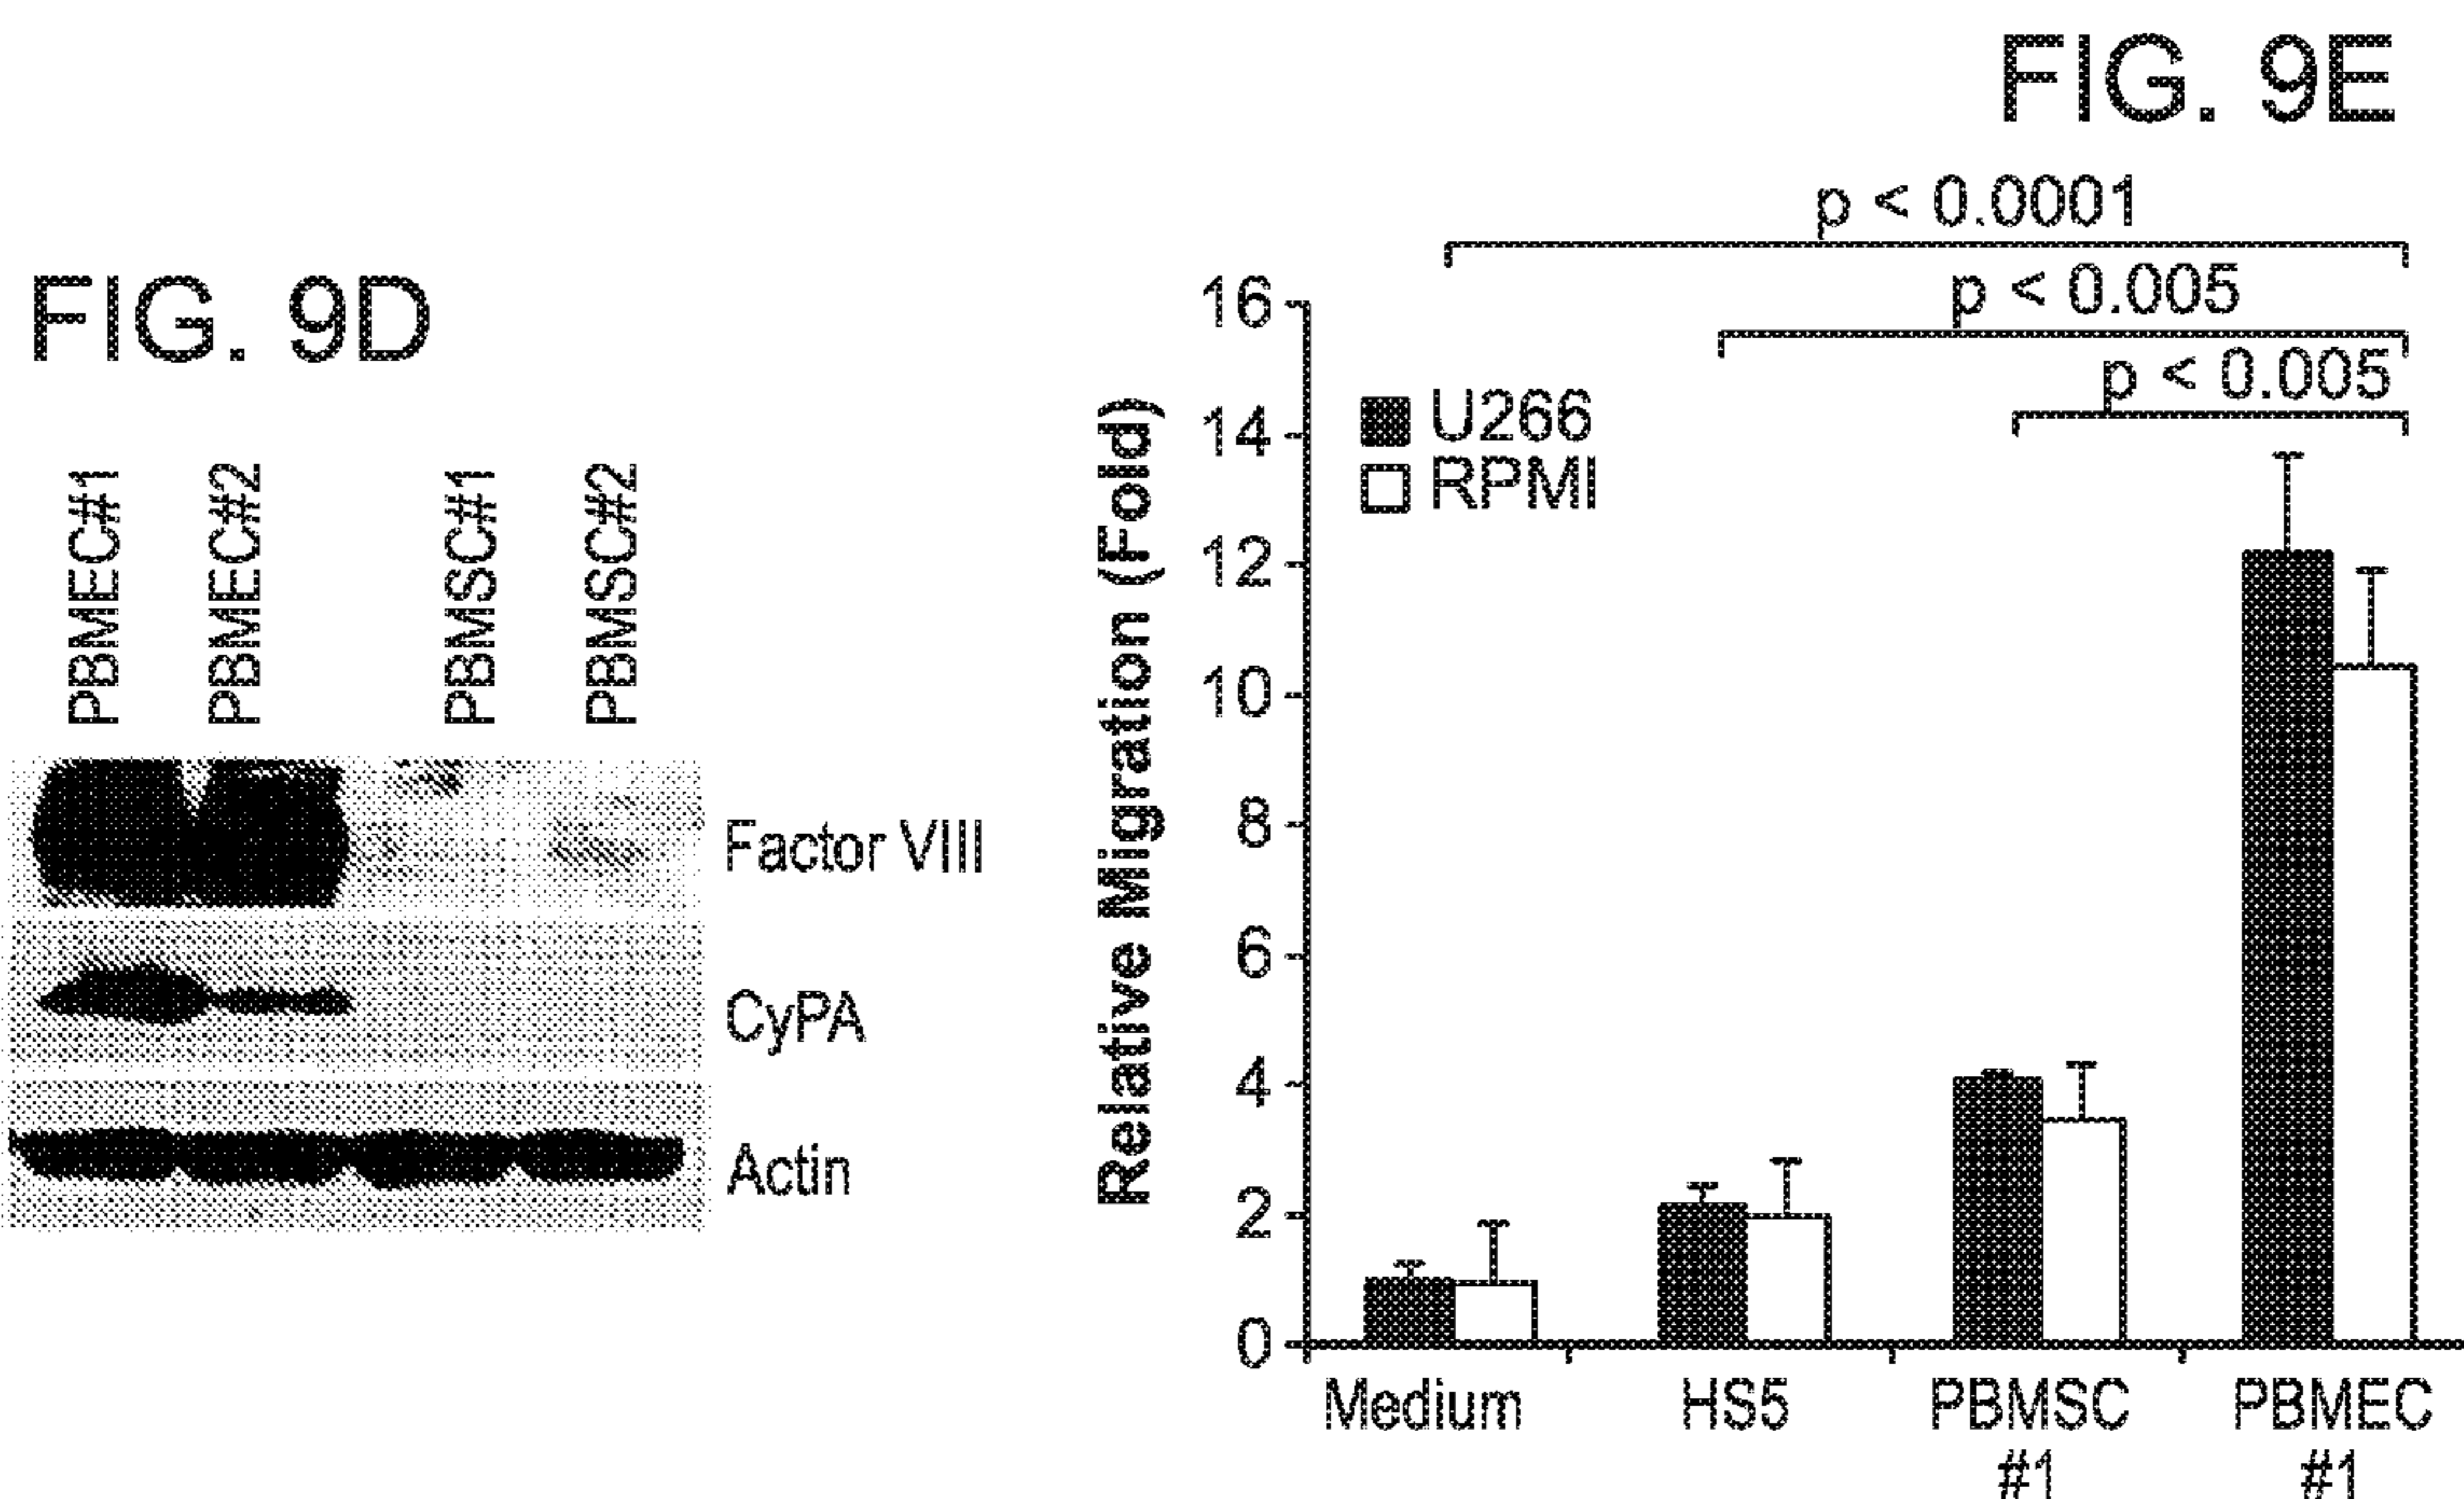 FIG. 9D
PBMEC#1
PBMEC#2
PBMSC#1
PBMSC#2
Factor VIII
CyPA
Actin
FIG. 9E
p < 0.0001
p < 0.005
p < 0.005
U266
RPMI
Relative Migration (Fold)
16
14
12
10
8
6
4
2
0
Medium
HS5
PBMSC
#1
PBMEC
#1